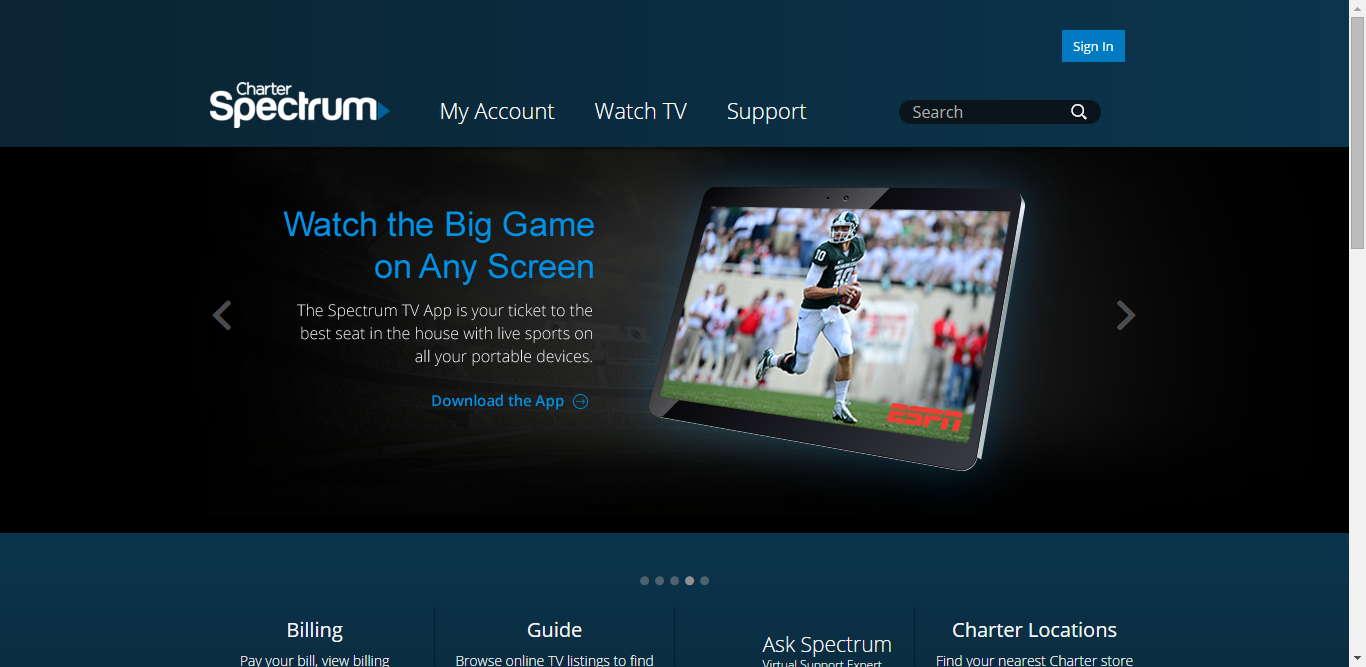 Sign In
Charter
Spectrum
My Account
Watch TV
Support
Search
Watch the Big Game
on Any Screen
The Spectrum TV App is your ticket to the
best seat in the house with live sports on
all your portable devices.
Download the App
10
ESPN
Billing
Guide
Ask Spectrum
Charter Locations
Pay your bill, view billing
Browse online TV listings to find
Virtual Support Expert
Find your nearest Charter store